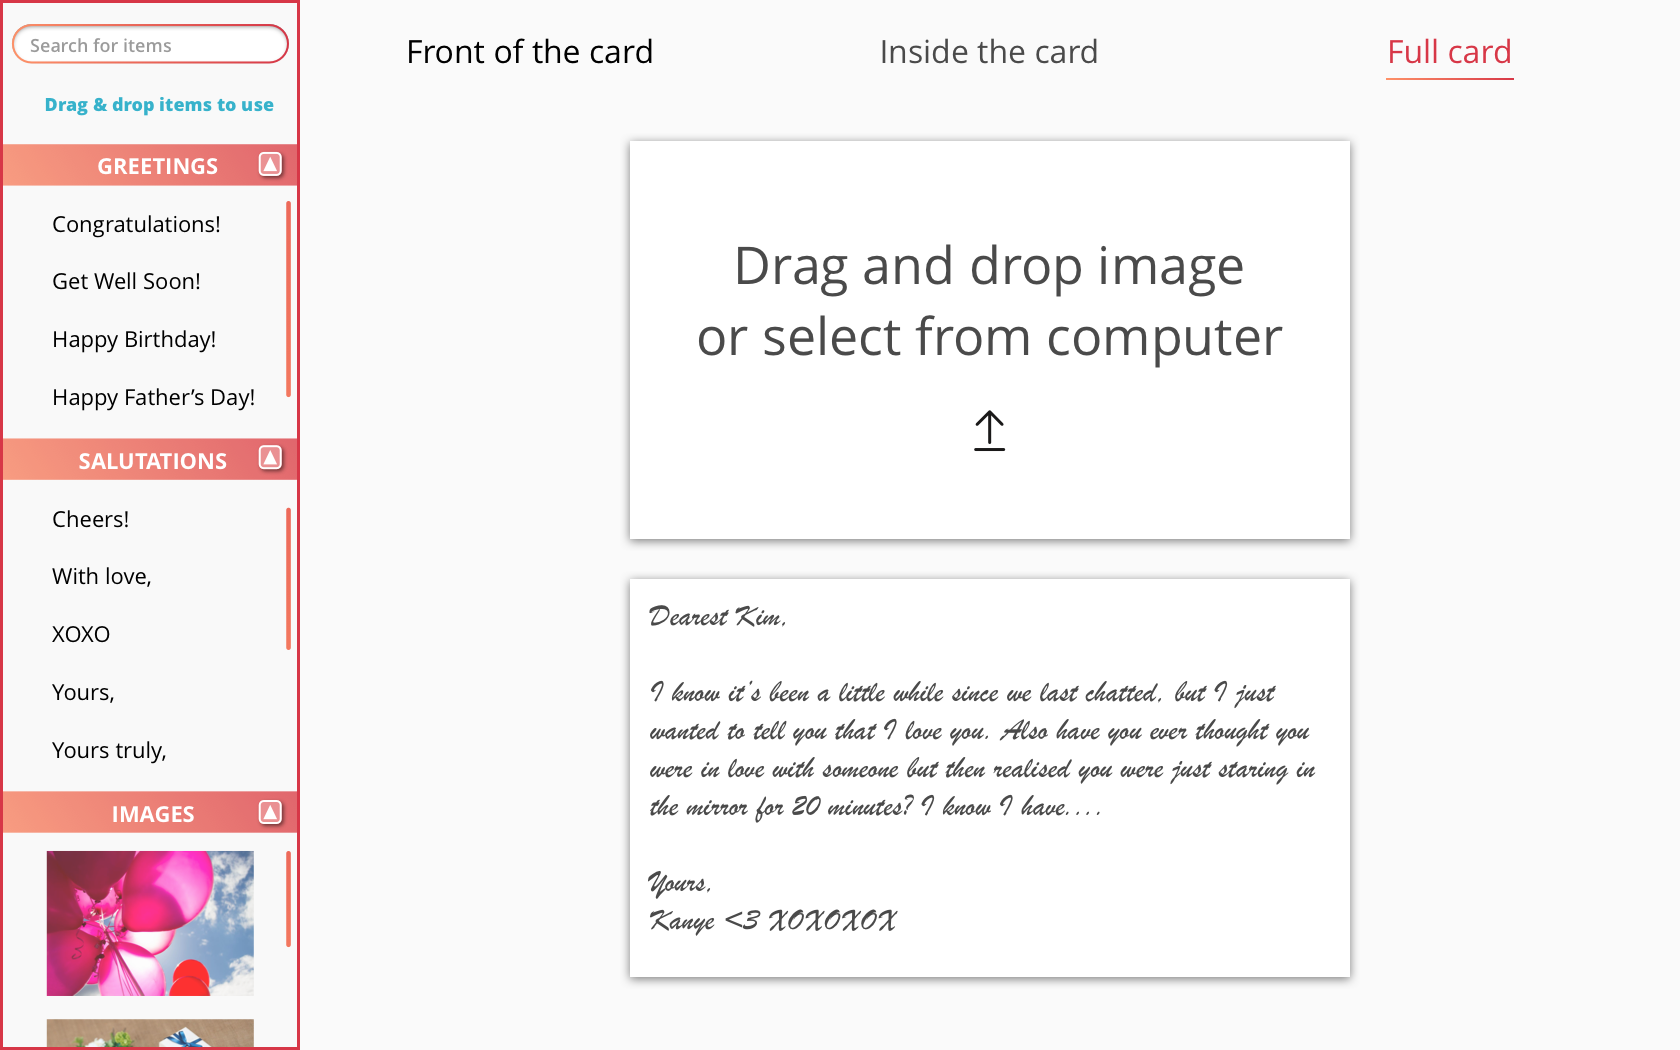 Search for items
Drag & drop items to use
GREETINGS
Congratulations!
Get Well Soon!
Happy Birthday!
Happy Father’s Day!
SALUTATIONS
Cheers!
With love,
XOXO
Yours,
Yours truly,
IMAGES
Front of the card
Inside the card
Full card
Drag and drop image
or select from computer
Dearest Kim,
I know it's been a little while since we last chatted, but I just
wanted to tell you that I love you. Also have you ever thought you
were in love with someone but then realised you were just staring in
the mirror for 20 minutes? I know I have....
Yours,
Kanye <3 XOXOXOX